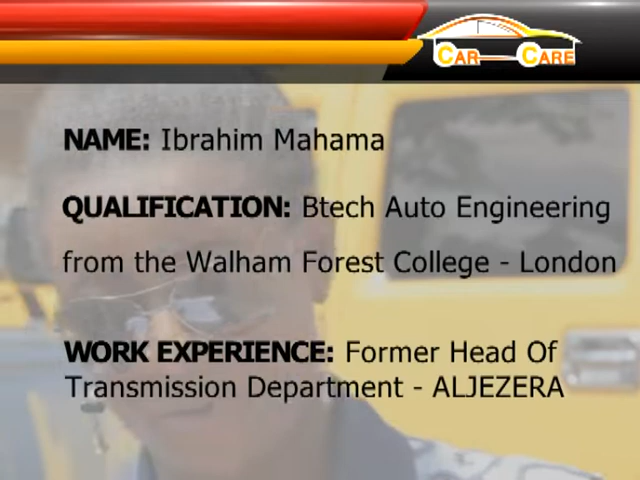 CAR CARE
NAME: Ibrahim Mahama
QUALIFICATION: Btech Auto Engineering
from the Walham Forest College - London
WORK EXPERIENCE: Former Head Of
Transmission Department - ALJEZERA